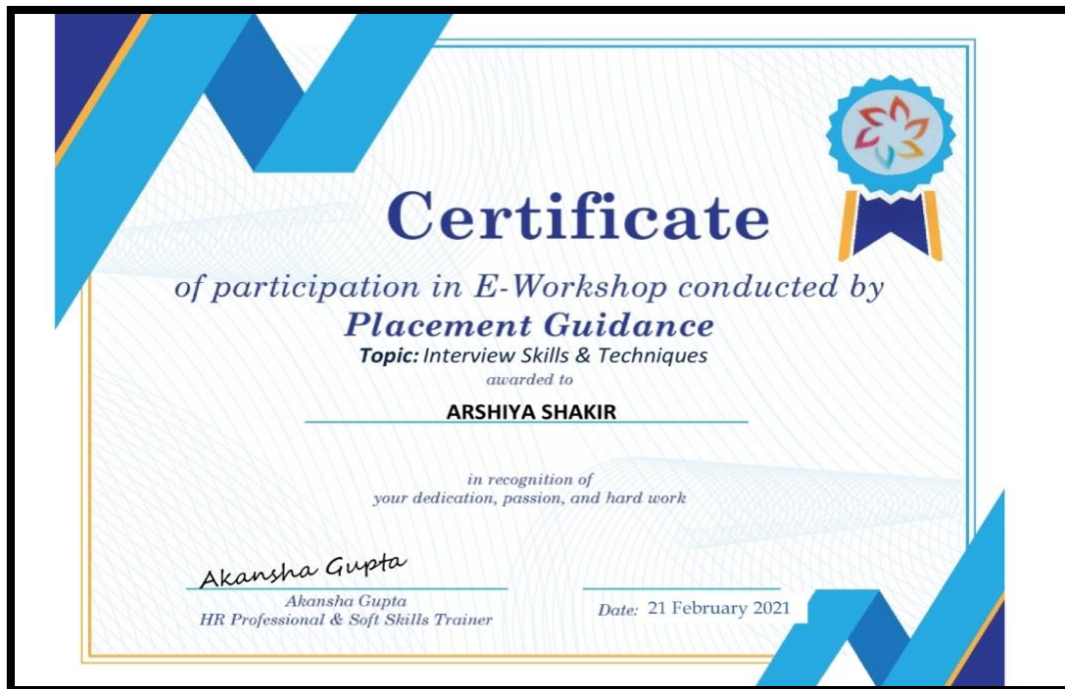 Certificate
of participation in E-Workshop conducted by
Placement Guidance
Topic: Interview Skills & Techniques
awarded to
ARSHIYA SHAKIR
in recognition of
your dedication, passion, and hard work
Akansha Gupta
Akansha Gupta
HR Professional & Soft Skills Trainer
Date: 21 February 2021